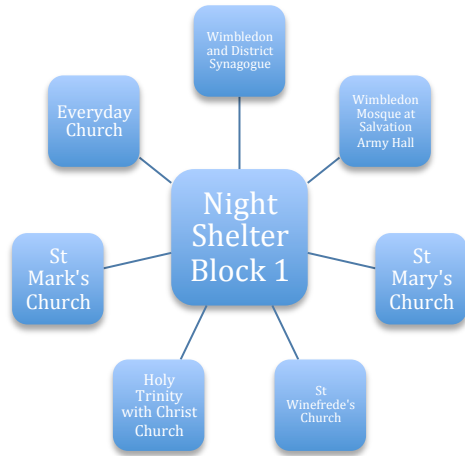 Wimbledon
and District
Synagogue
Everyday
Church
Wimbledon
Mosque at
Salvation
Army Hall
Night
Shelter
Block 1
St
Mark's
Church
St
Mary's
Church
Holy
Trinity
with Christ
Church
St
Winefrede's
Church